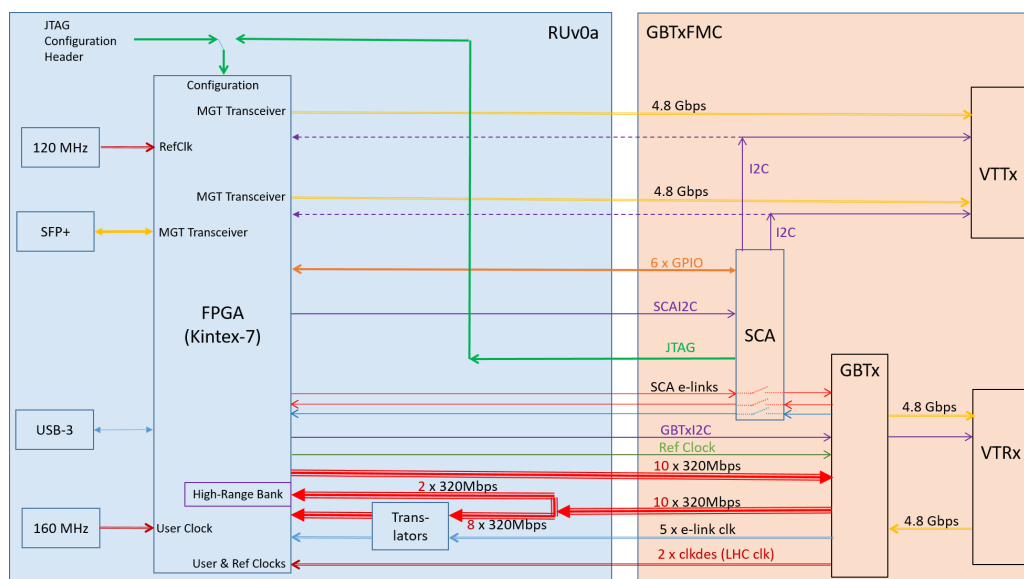 JTAG
Configuration
Header
RUv0a
GBTxFMC
Configuration
MGT Transceiver
4.8 Gbps
120 MHz
RefClk
I2C
VTTx
MGT Transceiver
4.8 Gbps
SFP+
MGT Transceiver
I2C
6 x GPIO
FPGA
(Kintex-7)
SCAI2C
SCA
JTAG
GBTx
SCA e-links
4.8 Gbps
USB-3
GBTxI2C
Ref Clock
VTRx
10 x 320Mbps
2 x 320Mbps
High-Range Bank
10 x 320Mbps
Trans-
lators
8 x 320Mbps
160 MHz
User Clock
5 x e-link clk
4.8 Gbps
2 x clkdes (LHC clk)
User & Ref Clocks